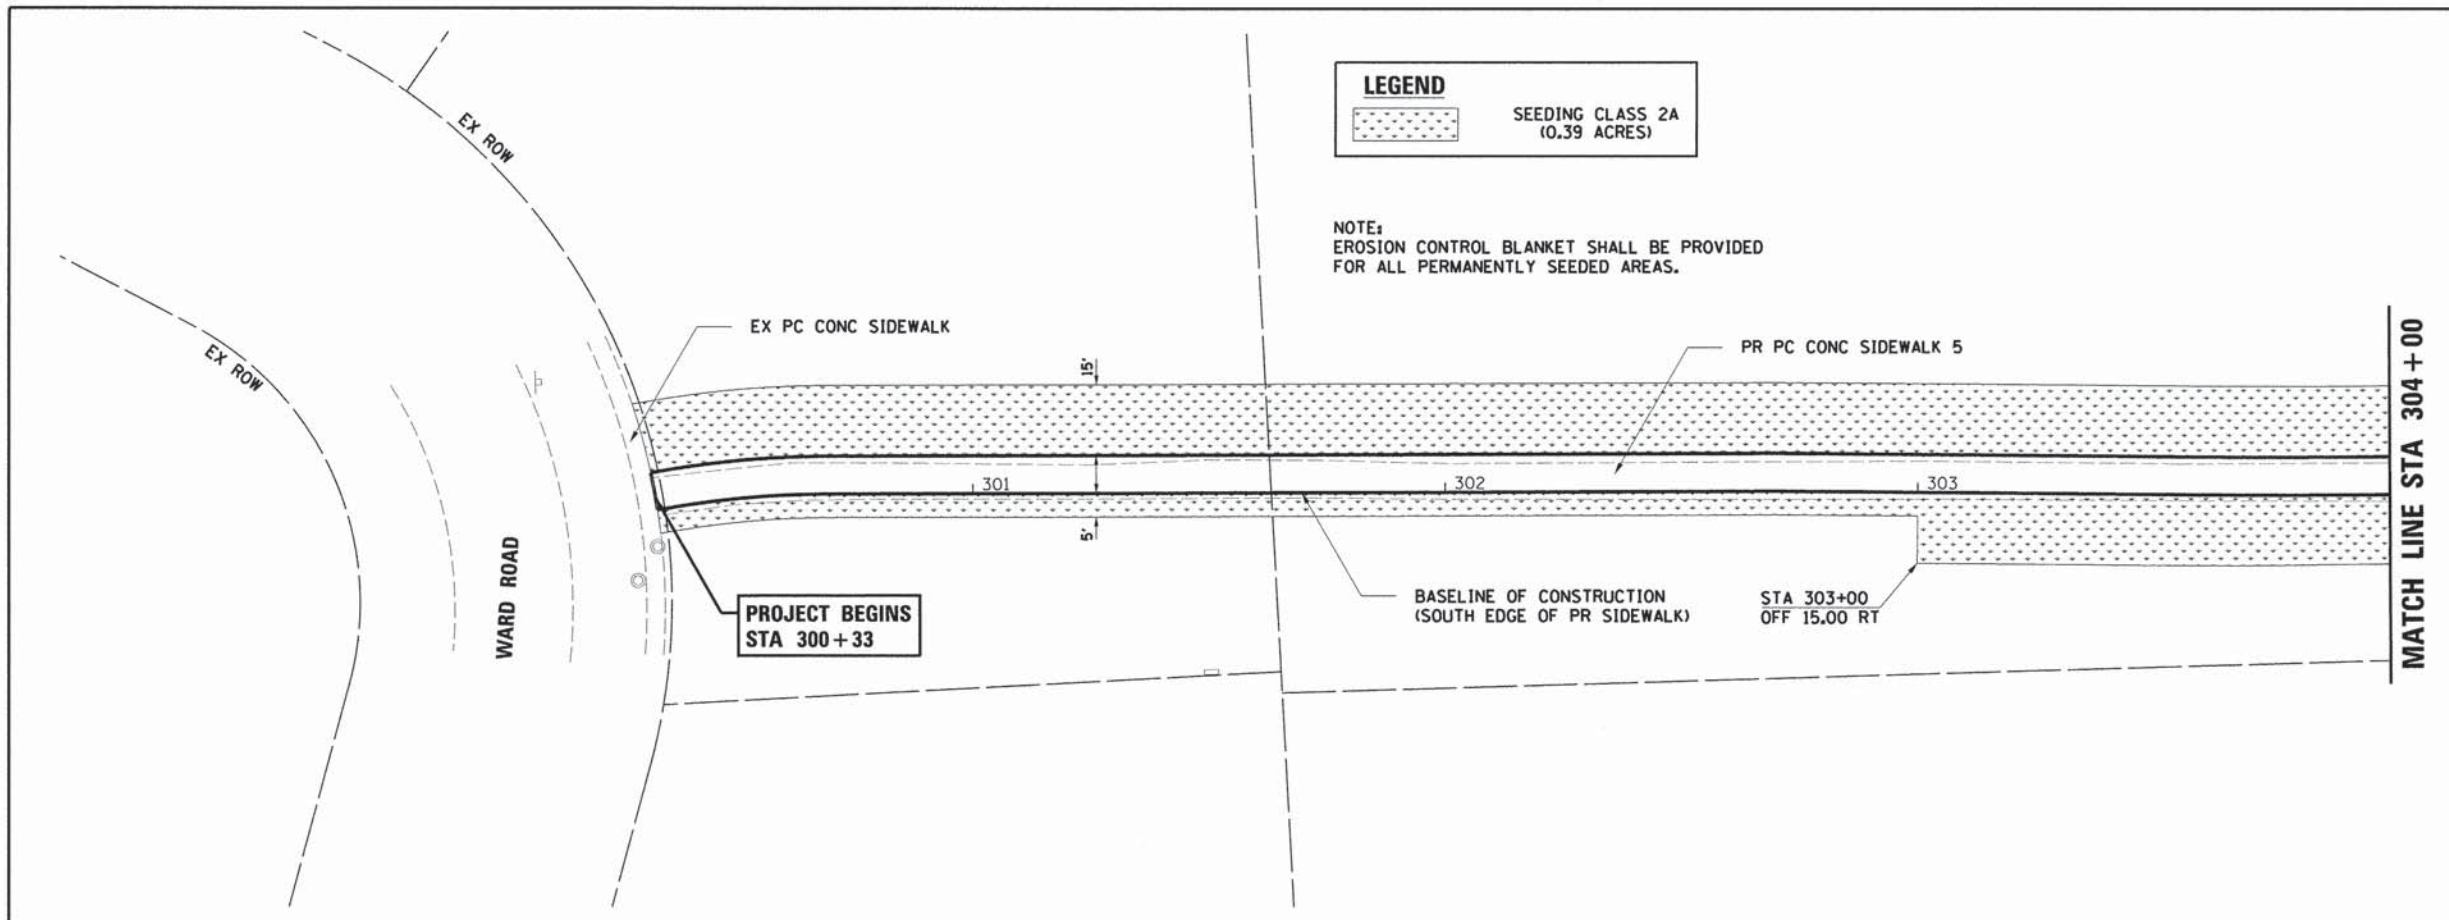 LEGEND
SEEDING CLASS 2A
(0.39 ACRES)
EX ROW
NOTE:
EROSION CONTROL BLANKET SHALL BE PROVIDED
FOR ALL PERMANENTLY SEEDED AREAS.
EX PC CONC SIDEWALK
PR PC CONC SIDEWALK 5
EX ROW
15'
301
302
303
5'
WARD ROAD
PROJECT BEGINS
STA 300+33
BASELINE OF CONSTRUCTION
(SOUTH EDGE OF PR SIDEWALK)
STA 303+00
OFF 15.00 RT
MATCH LINE STA 304+00